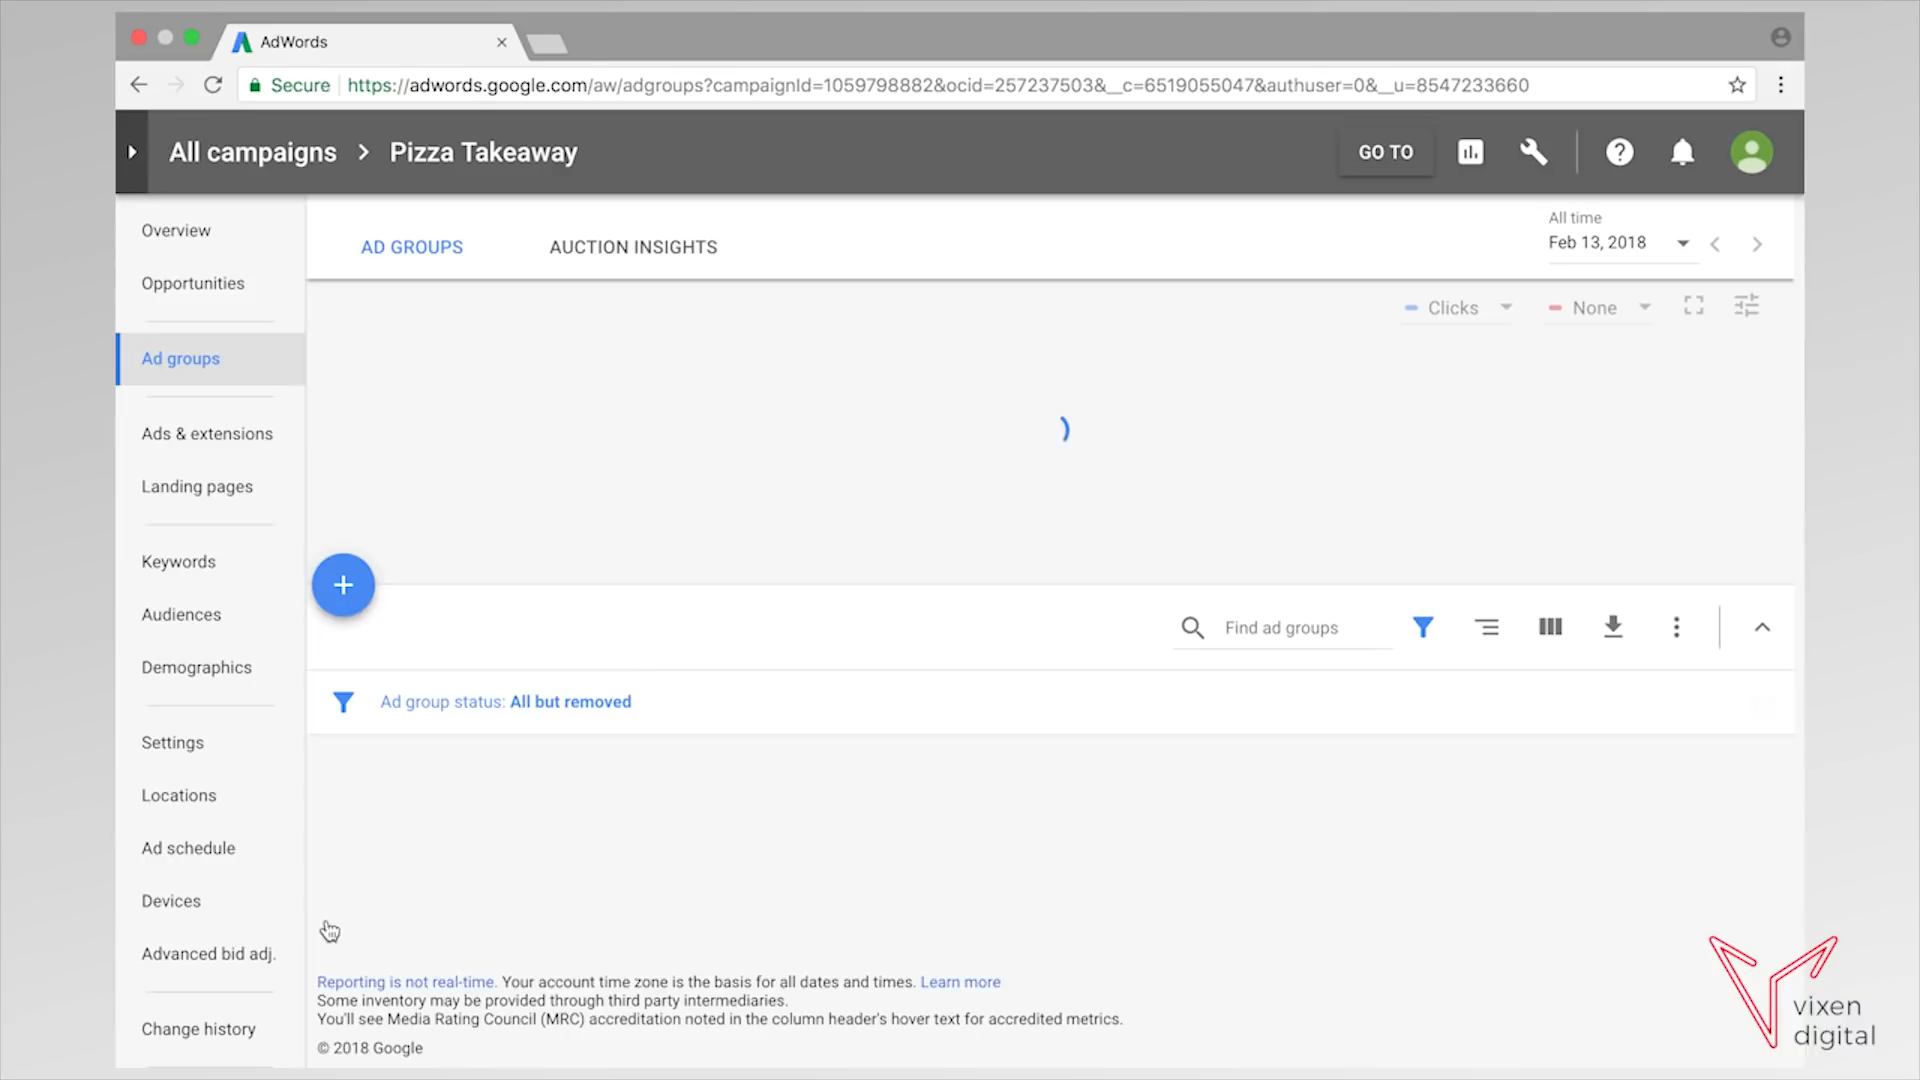 AdWords
Secure https://adwords.google.com/aw/adgroups?campaignId=1059798882&ocid=257237503&__c=6519055047&authuser=0&__u=8547233660
All campaigns > Pizza Takeaway
GO TO
Overview
Opportunities
Ad groups
Ads & extensions
Landing pages
Keywords
Audiences
Demographics
Settings
Locations
Ad schedule
Devices
Advanced bid adj.
Change history
AD GROUPS AUCTION INSIGHTS
All time
Feb 13, 2018
Clicks None
Find ad groups
Ad group status: All but removed
Reporting is not real-time. Your account time zone is the basis for all dates and times. Learn more
Some inventory may be provided through third party intermediaries.
You'll see Media Rating Council (MRC) accreditation noted in the column header's hover text for accredited metrics.
© 2018 Google
vixen
digital